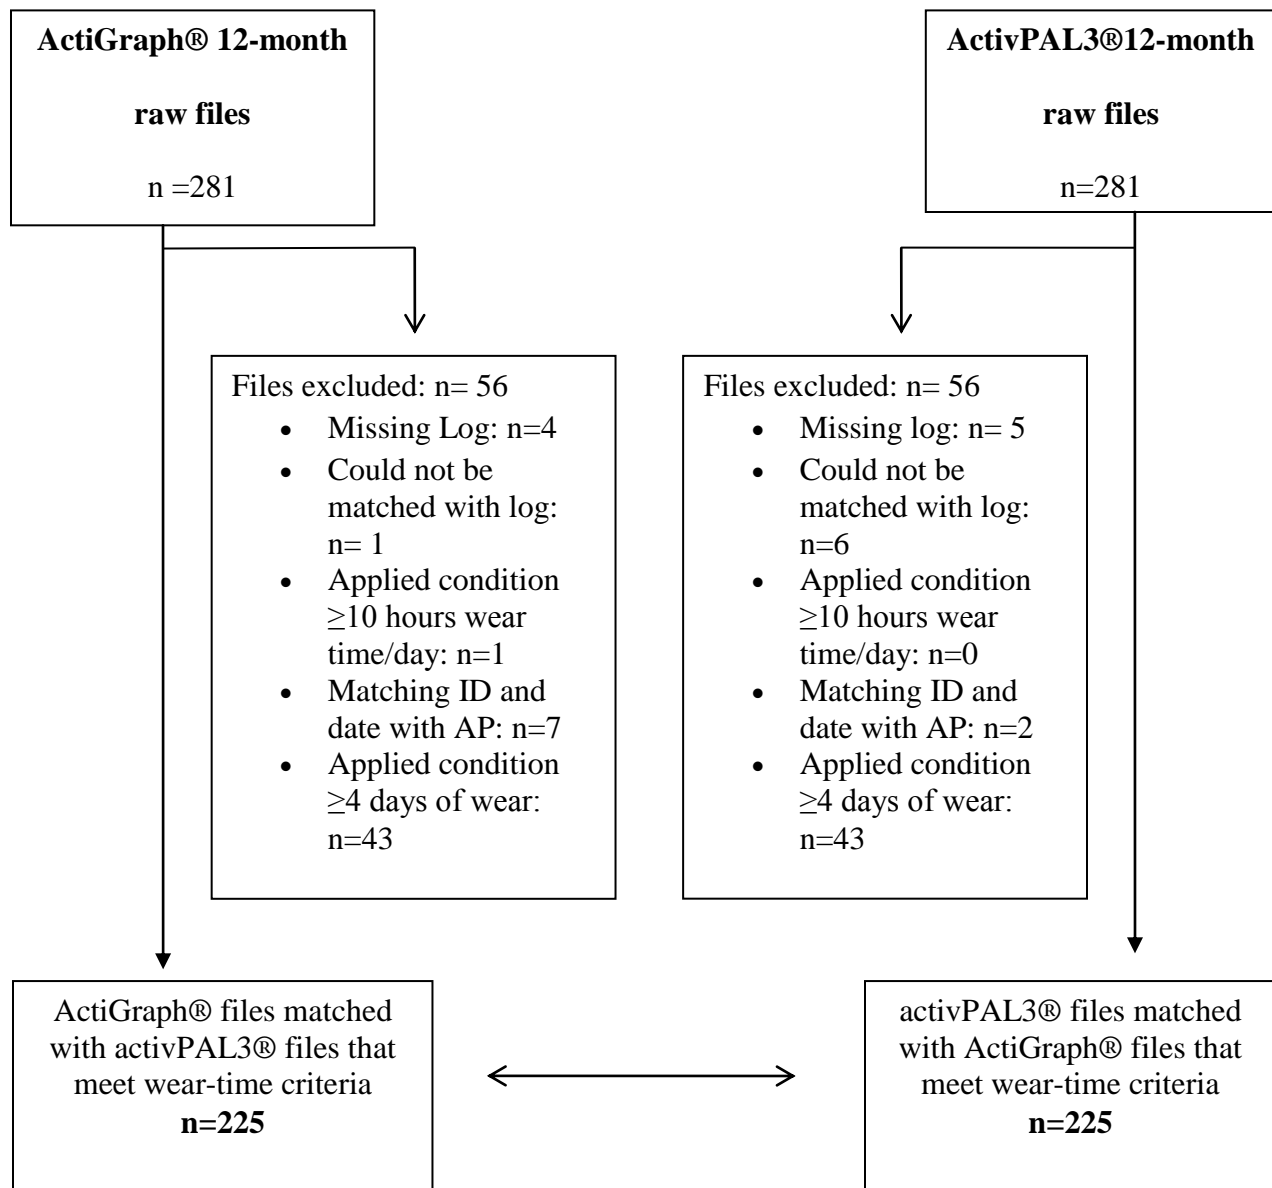 ActiGraph® 12-month
raw files
n =281
ActivPAL3®12-month
raw files
n=281
Files excluded: n= 56
• Missing Log: n=4
• Could not be
matched with log:
n= 1
• Applied condition
≥10 hours wear
time/day: n=1
• Matching ID and
date with AP: n=7
• Applied condition
≥4 days of wear:
n=43
Files excluded: n= 56
• Missing log: n= 5
• Could not be
matched with log:
n=6
• Applied condition
≥10 hours wear
time/day: n=0
• Matching ID and
date with AP: n=2
• Applied condition
≥4 days of wear:
n=43
ActiGraph® files matched
with activPAL3® files that
meet wear-time criteria
n=225
activPAL3® files matched
with ActiGraph® files that
meet wear-time criteria
n=225